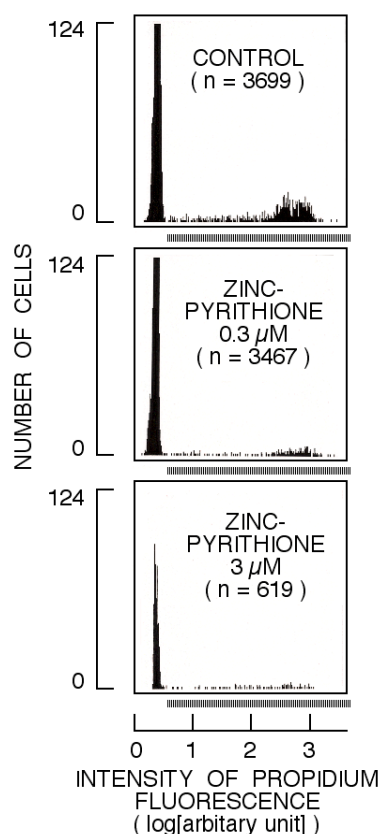 124
CONTROL
( n = 3699 )
0
124
ZINC-
PYRITHIONE
0.3 µM
( n = 3467 )
0
NUMBER OF CELLS
124
ZINC-
PYRITHIONE
3 µM
( n = 619 )
0
0 1 2 3
INTENSITY OF PROPIDIUM
FLUORESCENCE
( log[arbitary unit] )